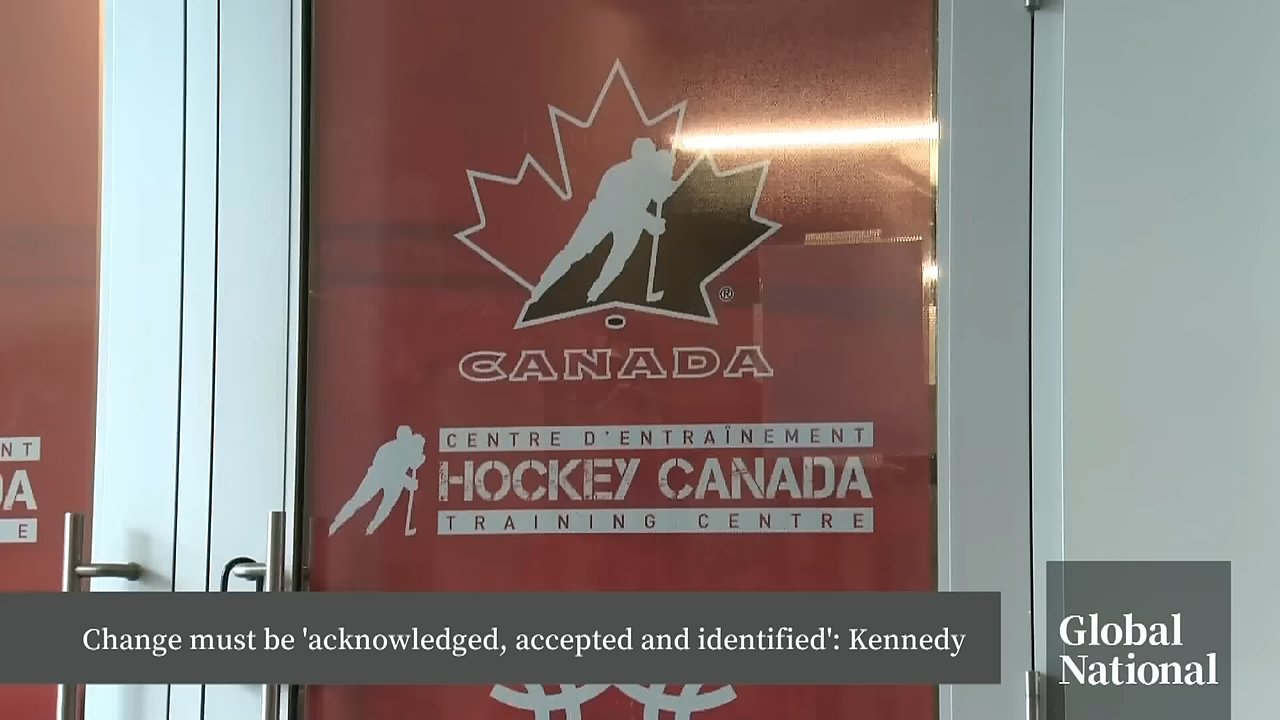 ®
CANADA
CENTRE D'ENTRAÎNEMENT
HOCKEY CANADA
TRAINING CENTRE
NT
DA
E
Change must be 'acknowledged, accepted and identified': Kennedy
Global
National